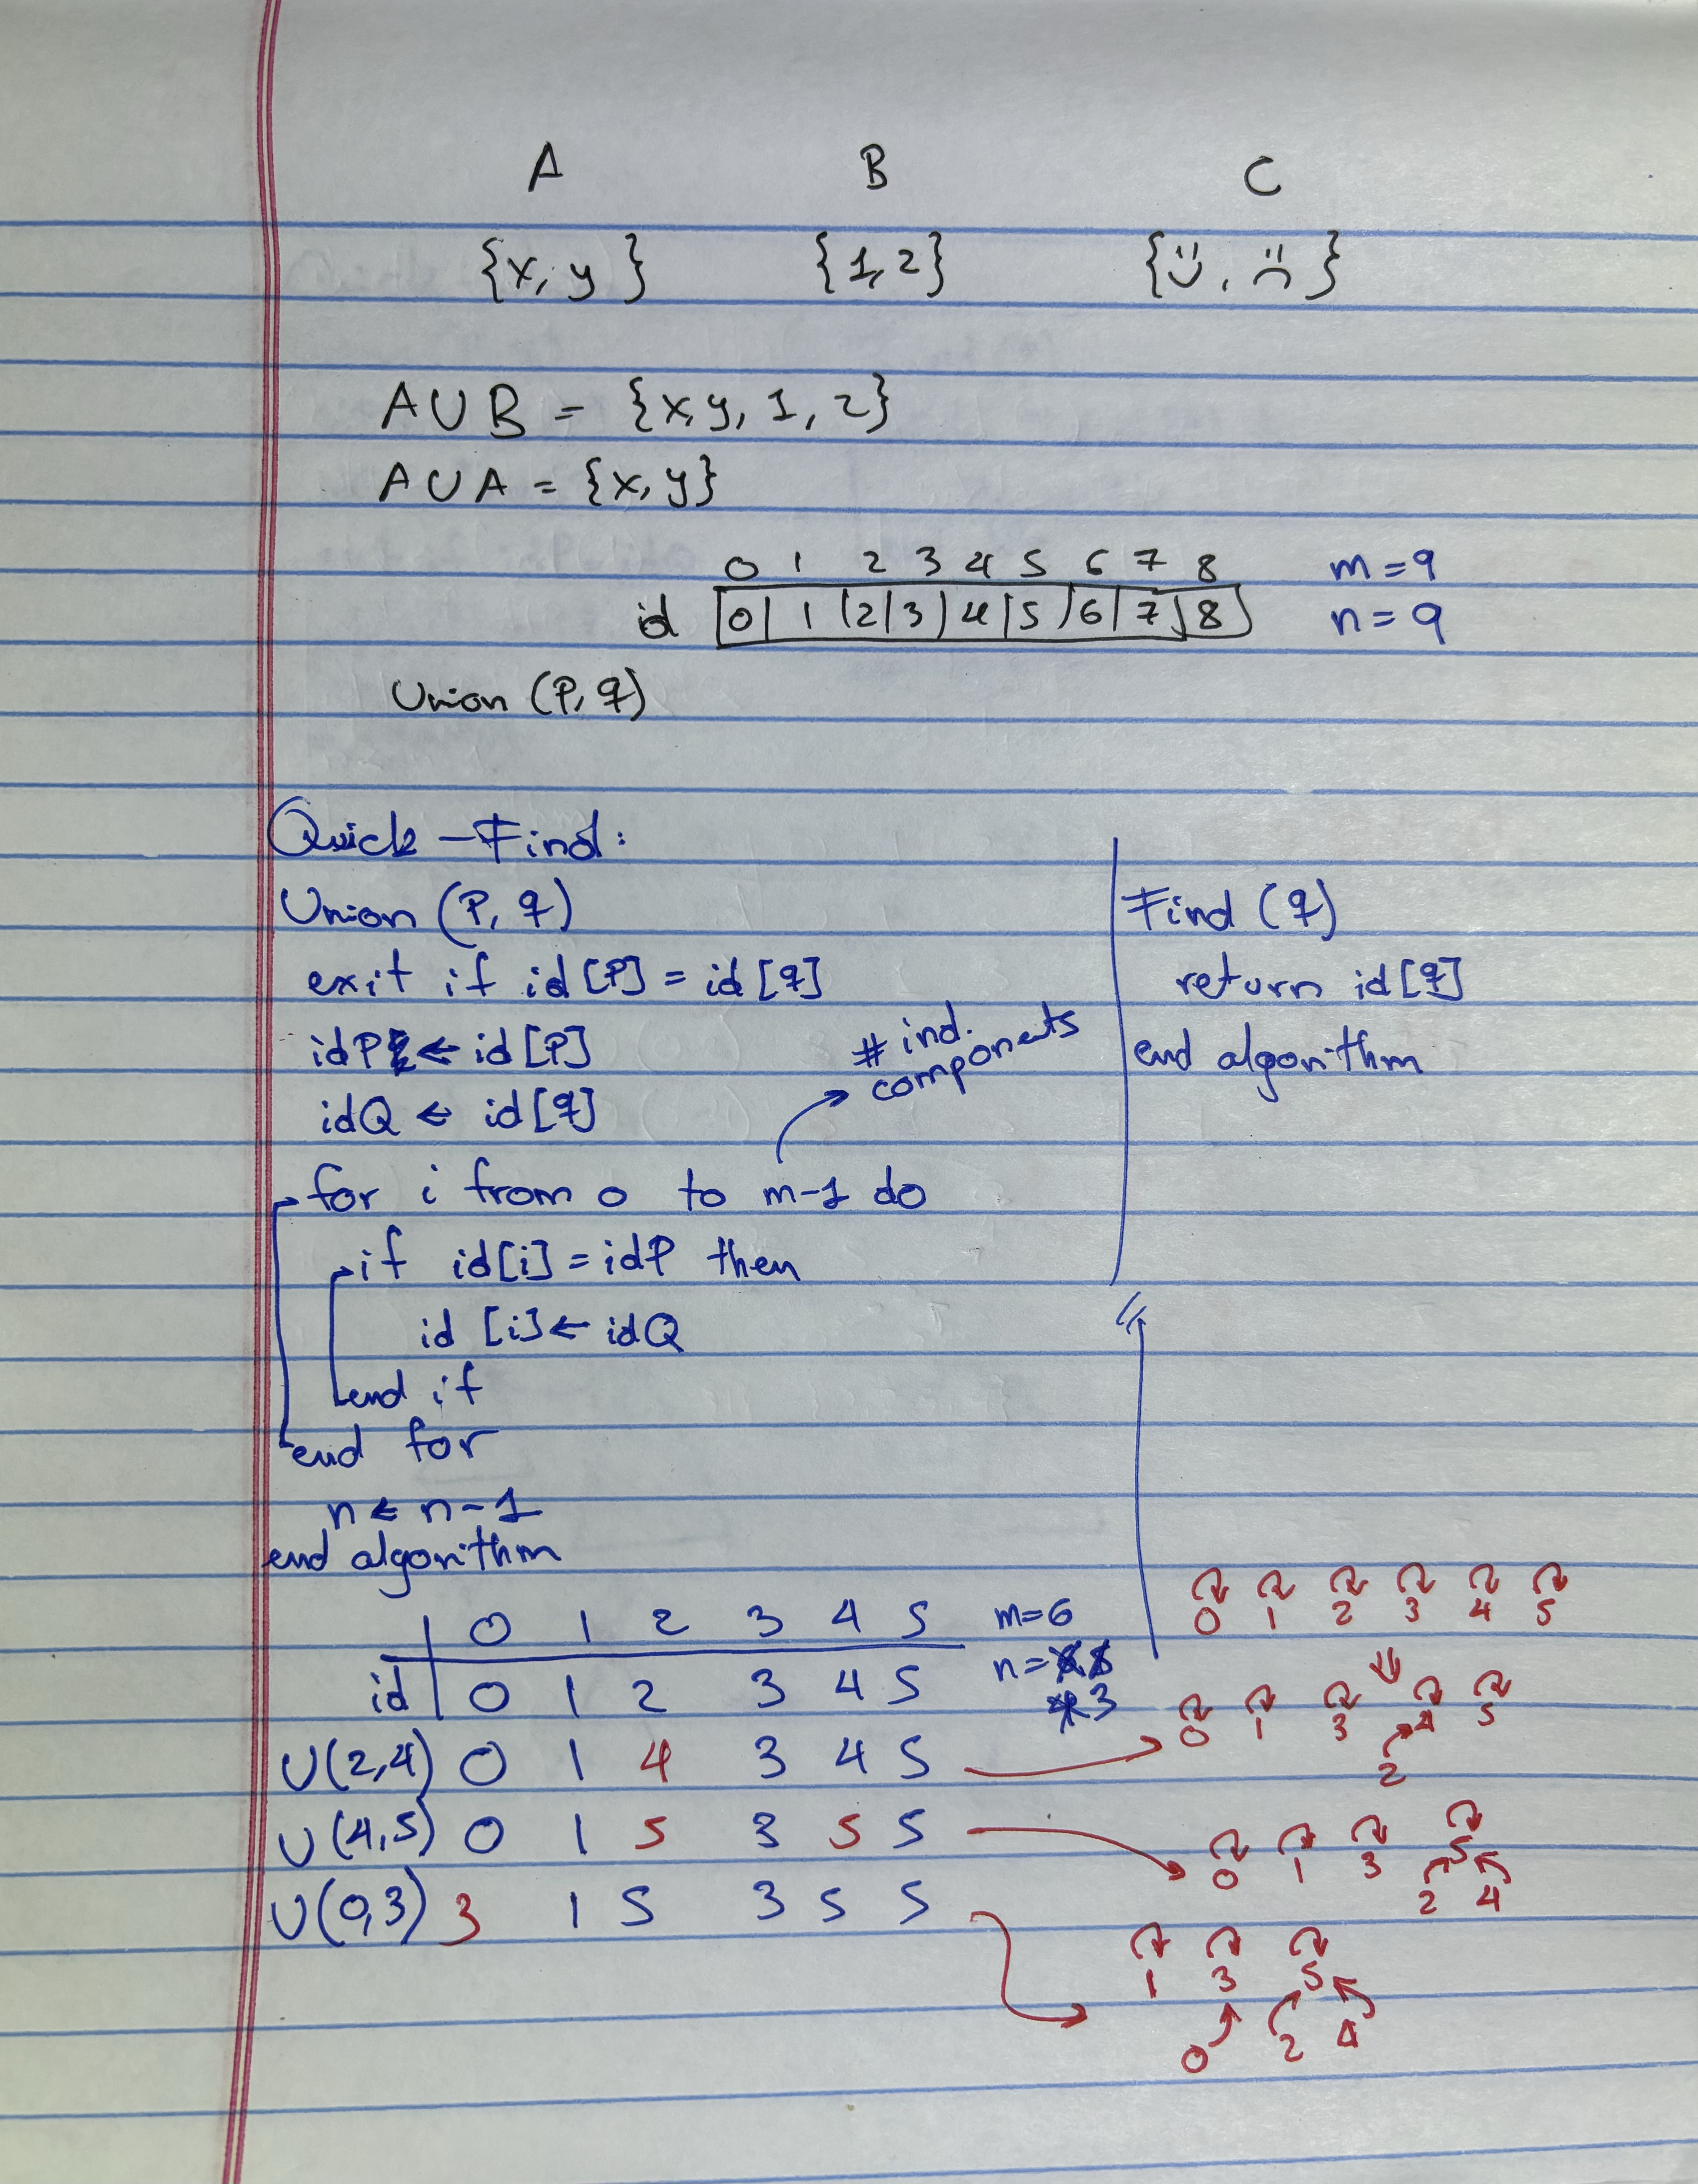 A B C
{x, y} {1, 2} {☺, ☹}
A ∪ B = {x, y, 1, 2}
A ∪ A = {x, y}
0 1 2 3 4 5 6 7 8 m = 9
id 0 1 2 3 4 5 6 7 8 n = 9
Union (P, q)
Quick-Find:
Union (P, q)
exit if id [P] = id [q]
idP ← id [P]
idQ ← id [q]
# ind.
components
for i from 0 to m-1 do
if id[i] = idP then
id [i] ← idQ
end if
end for
n ← n-1
end algorithm
Find (q)
return id [q]
end algorithm
0 1 2 3 4 5 m=6
id 0 1 2 3 4 5 n= 3
U(2,4) 0 1 4 3 4 5
U(4,5) 0 1 5 3 5 5
U(0,3) 3 1 5 3 5 5
0 1 2 3 4 5
0 1 3 4 5
2
0 1 3 5
2 4
1 3 5
0 2 4